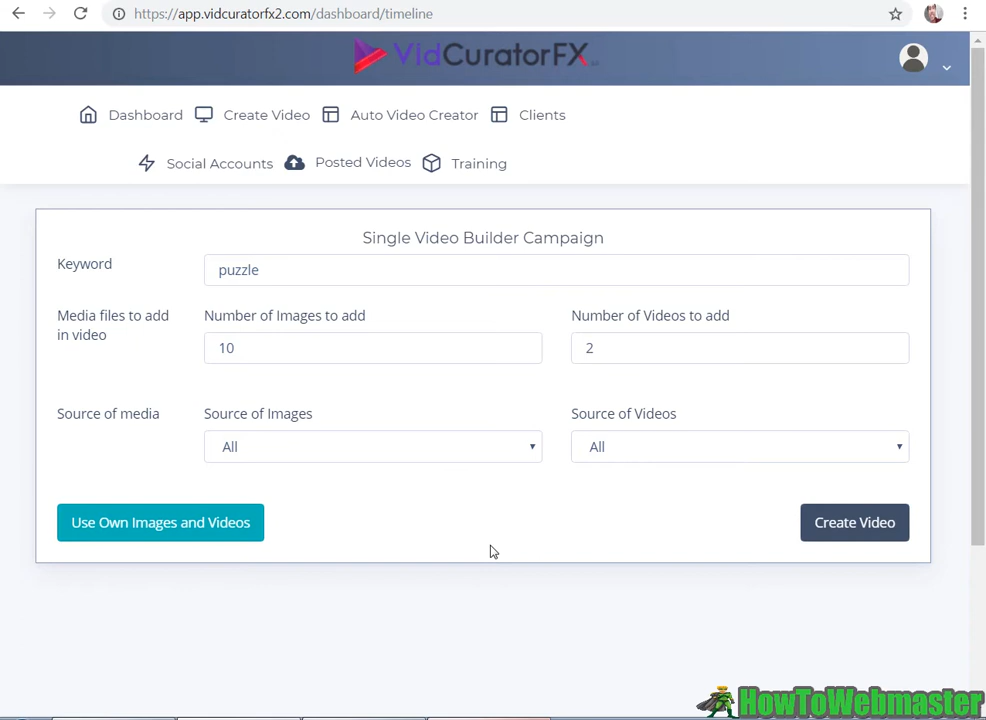 https://app.vidcuratorfx2.com/dashboard/timeline
VidCuratorFX
Dashboard Create Video Auto Video Creator Clients
Social Accounts Posted Videos Training
Single Video Builder Campaign
Keyword
puzzle
Media files to add
in video
Number of Images to add
Number of Videos to add
10
2
Source of media
Source of Images
Source of Videos
All
All
Use Own Images and Videos
Create Video
HowToWebmaster